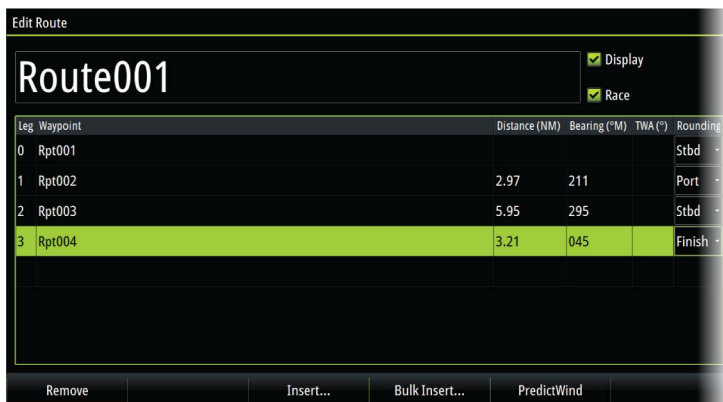 Edit Route
Route001
Display
Race
Leg Waypoint Distance (NM) Bearing (°M) TWA (°) Rounding
0 Rpt001 Stbd
1 Rpt002 2.97 211 Port
2 Rpt003 5.95 295 Stbd
3 Rpt004 3.21 045 Finish
Remove Insert... Bulk Insert... PredictWind